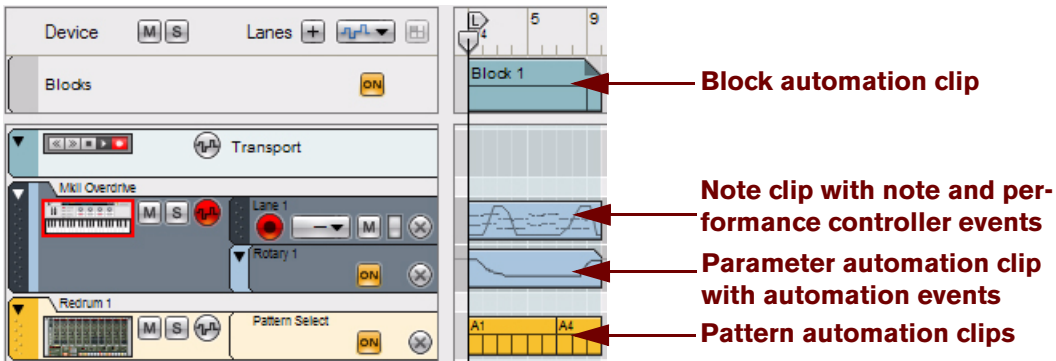 Device M S Lanes +
L 4 5 9
Blocks ON
Block 1
Block automation clip
Transport
MkII Overdrive
M S
Lane 1
M
Note clip with note and per-
formance controller events
Rotary 1
ON
Parameter automation clip
with automation events
Redrum 1
M S
Pattern Select
ON
A1 A4
Pattern automation clips